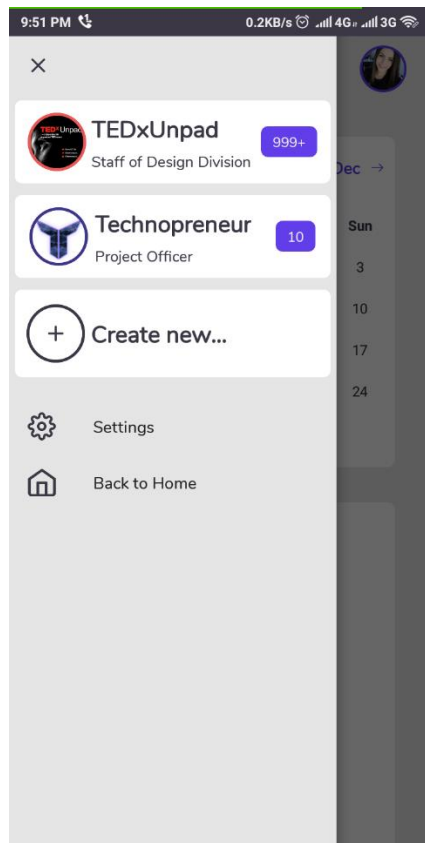 9:51 PM 0.2KB/s 4G 3G
TEDxUnpad
Staff of Design Division
999+
Dec →
Technopreneur
Project Officer
10
Sun
3
10
17
24
+ Create new...
Settings
Back to Home